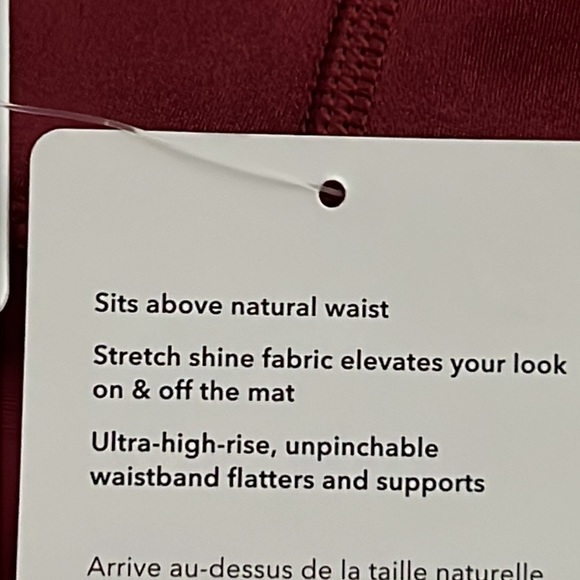 Sits above natural waist
Stretch shine fabric elevates your look
on & off the mat
Ultra-high-rise, unpinchable
waistband flatters and supports
Arrive au-dessus de la taille naturelle